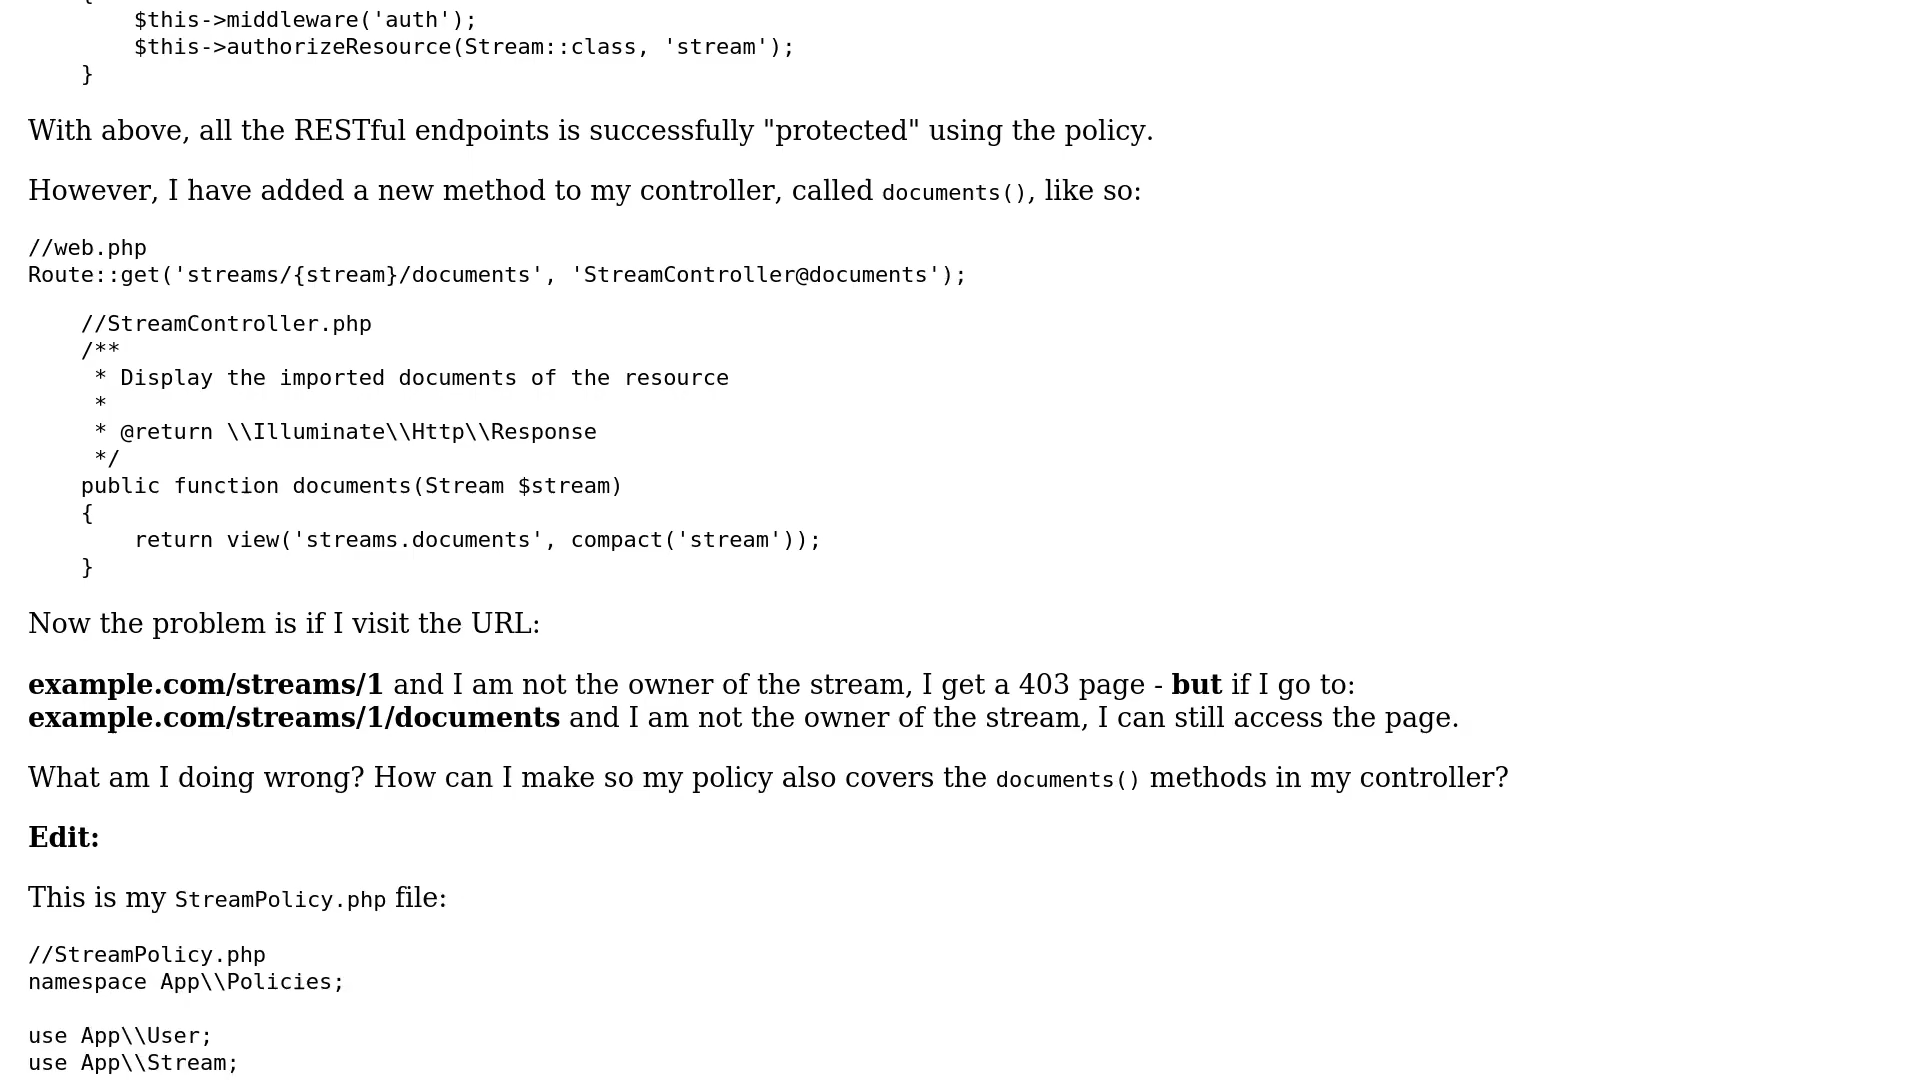 {
        $this->middleware('auth');
        $this->authorizeResource(Stream::class, 'stream');
    }
With above, all the RESTful endpoints is successfully "protected" using the policy.
However, I have added a new method to my controller, called documents(), like so:
//web.php
Route::get('streams/{stream}/documents', 'StreamController@documents');
    //StreamController.php
    /**
     * Display the imported documents of the resource
     *
     * @return \\Illuminate\\Http\\Response
     */
    public function documents(Stream $stream)
    {
        return view('streams.documents', compact('stream'));
    }
Now the problem is if I visit the URL:
example.com/streams/1 and I am not the owner of the stream, I get a 403 page - but if I go to:
example.com/streams/1/documents and I am not the owner of the stream, I can still access the page.
What am I doing wrong? How can I make so my policy also covers the documents() methods in my controller?
Edit:
This is my StreamPolicy.php file:
//StreamPolicy.php
namespace App\\Policies;
use App\\User;
use App\\Stream;